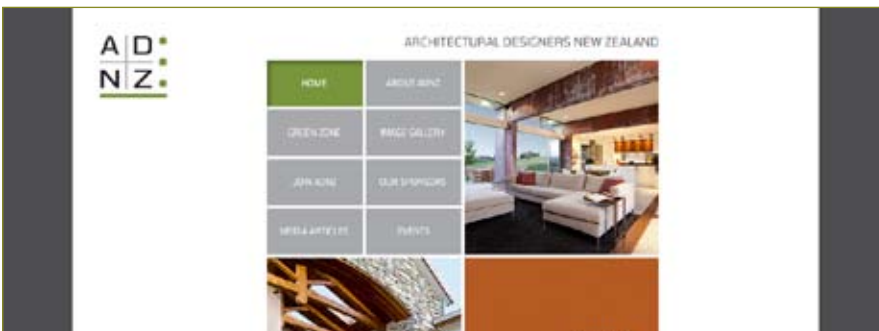 A D
N Z
ARCHITECTURAL DESIGNERS NEW ZEALAND
HOME
ABOUT ADNZ
GREEN ZONE
IMAGE GALLERY
JOIN ADNZ
OUR SPONSORS
MEDIA ARTICLES
EVENTS